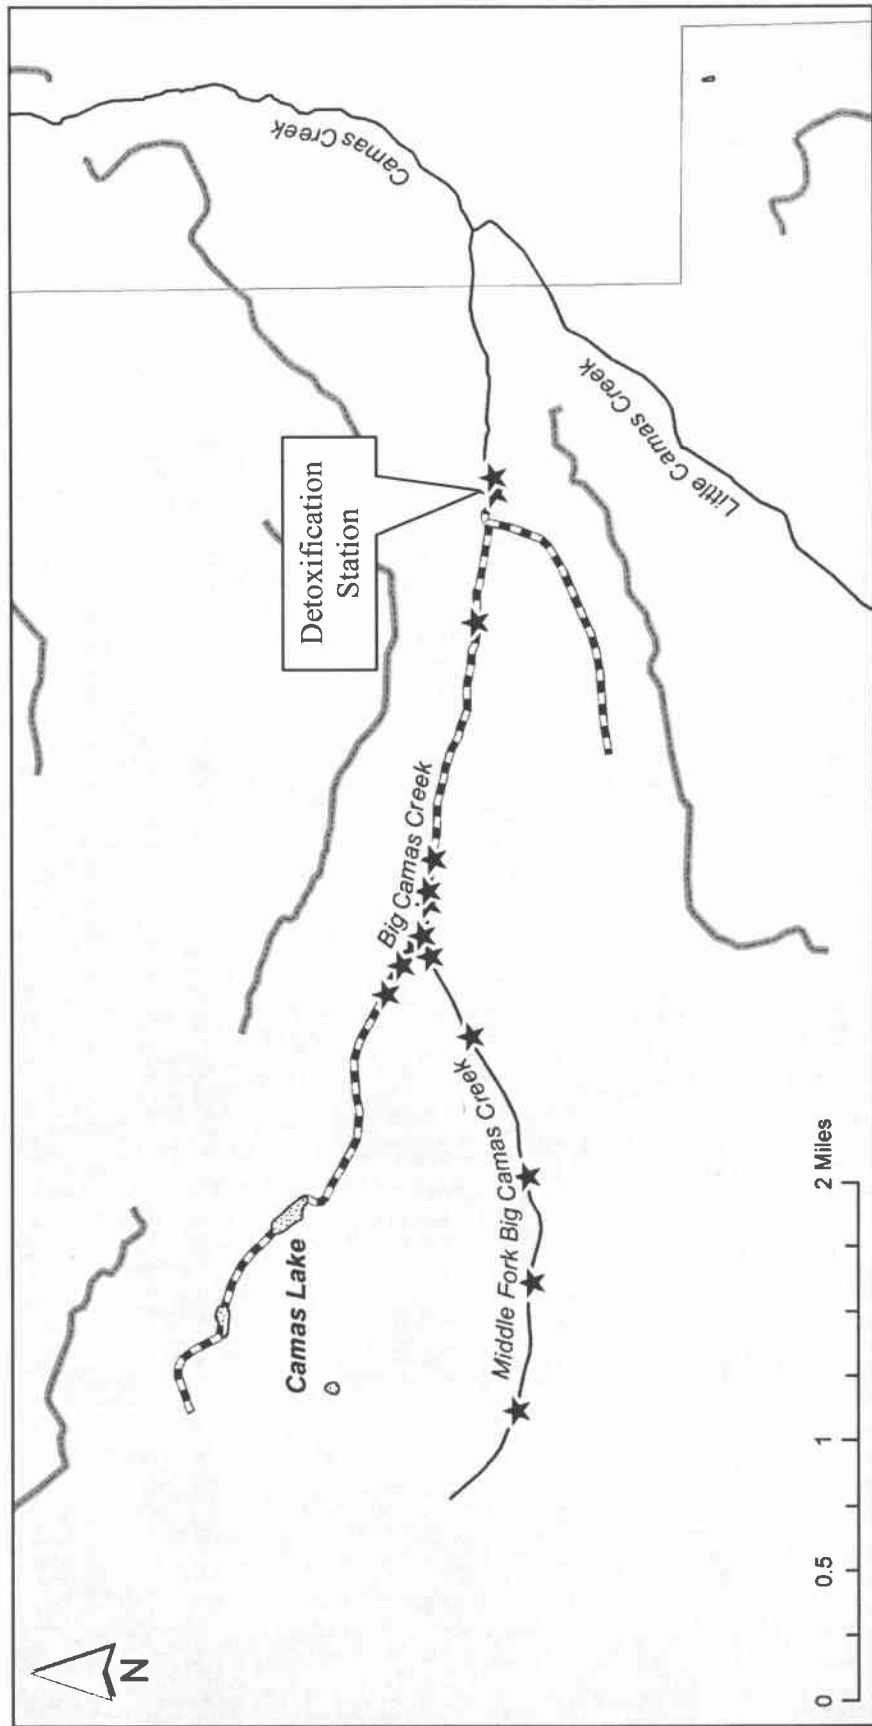 Camas Creek
Detoxification
Station
Little Camas Creek
Big Camas Creek
Camas Lake
Middle Fork Big Camas Creek
N
0 0.5 1 2 Miles